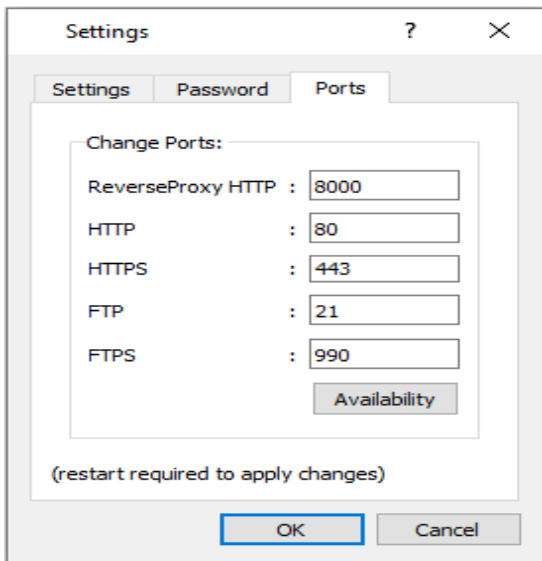 Settings ?
Settings Password Ports
Change Ports:
ReverseProxy HTTP : 8000
HTTP : 80
HTTPS : 443
FTP : 21
FTPS : 990
Availability
(restart required to apply changes)
OK Cancel